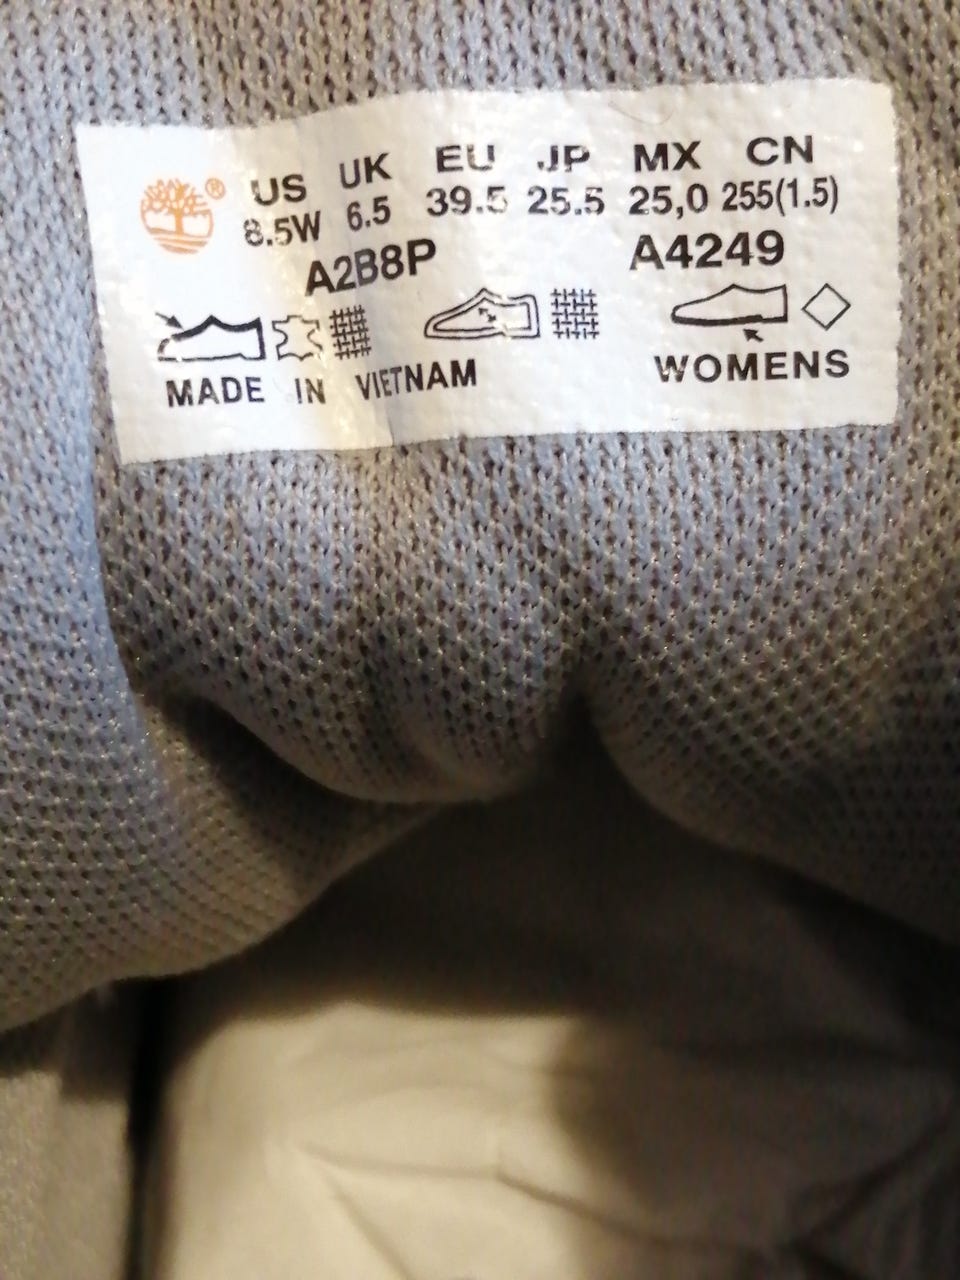 US UK EU JP MX CN
8.5W 6.5 39.5 25.5 25,0 255(1.5)
A2B8P A4249
MADE IN VIETNAM WOMENS